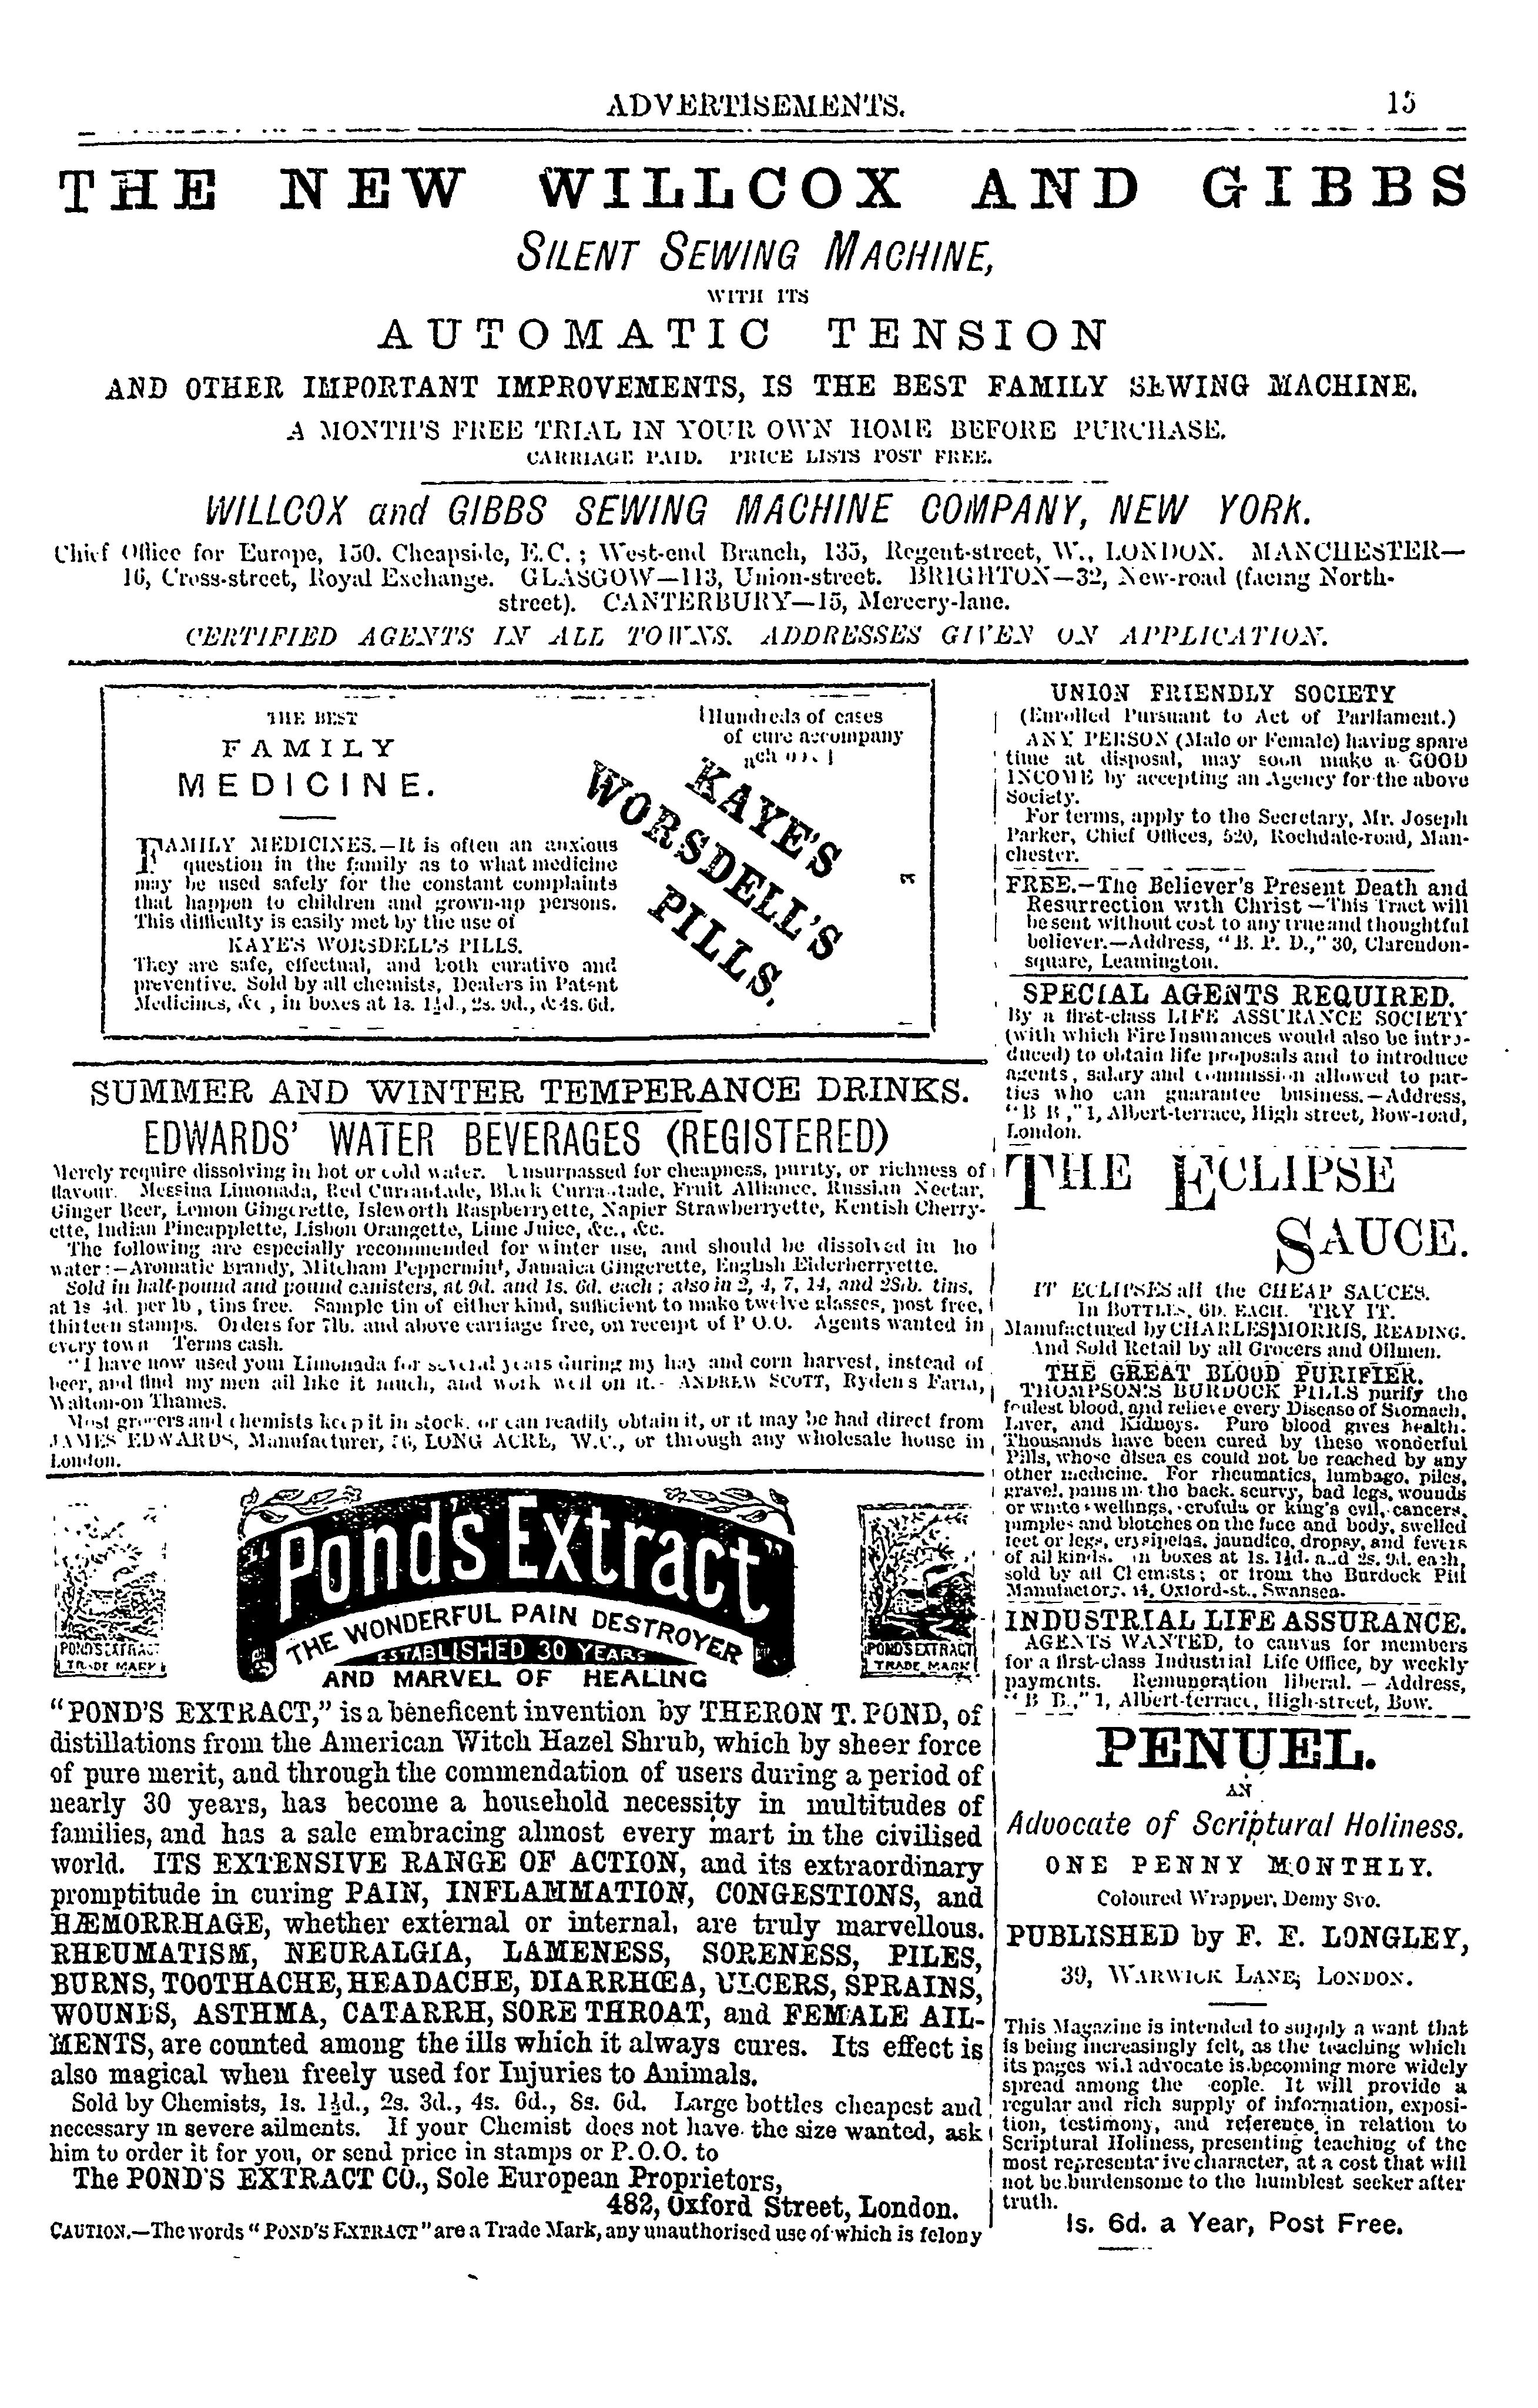 ADVERTISEMENTS.
15
THE NEW WILLCOX AND GIBBS
SILENT SEWING MACHINE,
WITH ITS
AUTOMATIC TENSION
AND OTHER IMPORTANT IMPROVEMENTS, IS THE BEST FAMILY SEWING MACHINE.
A MONTH'S FREE TRIAL IN YOUR OWN HOME BEFORE PURCHASE.
CARRIAGE PAID. PRICE LISTS POST FREE.
WILLCOX and GIBBS SEWING MACHINE COMPANY, NEW YORK.
Chief Office for Europe, 150, Cheapside, E.C.; West-end Branch, 135, Regent-street, W., LONDON. MANCHESTER—
16, Cross-street, Royal Exchange. GLASGOW—113, Union-street. BRIGHTON—32, New-road (facing North-
street). CANTERBURY—15, Mercery-lane.
CERTIFIED AGENTS IN ALL TOWNS. ADDRESSES GIVEN ON APPLICATION.
THE BEST
FAMILY
MEDICINE.
FAMILY MEDICINES.—It is often an anxious
question in the family as to what medicine
may be used safely for the constant complaints
that happen to children and grown-up persons.
This difficulty is easily met by the use of
KAYE'S WORSDELL'S PILLS.
They are safe, effectual, and both curative and
preventive. Sold by all chemists, Dealers in Patent
Medicines, &c., in boxes at 1s. 1½d., 2s. 9d., & 4s. 6d.
Hundreds of cases
of cure accompany
KAYE'S
WORSDELL'S
PILLS.
SUMMER AND WINTER TEMPERANCE DRINKS.
EDWARDS' WATER BEVERAGES (REGISTERED)
Merely require dissolving in hot or cold water. Unsurpassed for cheapness, purity, or richness of
flavour. Messina Limonada, Red Currantade, Black Curra tade, Fruit Alliance, Russian Nectar,
Ginger Beer, Lemon Gingerette, Isleworth Raspberryette, Napier Strawberryette, Kentish Cherry-
ette, Indian Pineapplette, Lisbon Orangette, Lime Juice, &c., &c.
The following are especially recommended for winter use, and should be dissolved in ho
water:—Aromatic Brandy, Mitcham Peppermint, Jamaica Gingerette, English Elderberryette.
Sold in half-pound and pound canisters, at 9d. and 1s. 6d. each; also in 2, 4, 7, 14, and 28lb. tins,
at 1s 4d. per lb, tins free. Sample tin of either kind, sufficient to make twelve glasses, post free,
thirteen stamps. Orders for 7lb. and above carriage free, on receipt of P.O.O. Agents wanted in
every town Terms cash.
"I have now used your Limonada for several years during my hay and corn harvest, instead of
beer, and find my men all like it much, and work well on it.- ANDREW SCOTT, Rydens Farm,
Walton-on Thames.
Most grocers and chemists keep it in stock, or can readily obtain it, or it may be had direct from
JAMES EDWARDS, Manufacturer, 76, LONG ACRE, W.C., or through any wholesale house in
London.
"Pond's Extract"
THE WONDERFUL PAIN DESTROYER
ESTABLISHED 30 YEARS
AND MARVEL OF HEALING
POND'S EXTRACT
TRADE MARK
POND'S EXTRACT
TRADE MARK
"POND'S EXTRACT," is a beneficent invention by THERON T. POND, of
distillations from the American Witch Hazel Shrub, which by sheer force
of pure merit, and through the commendation of users during a period of
nearly 30 years, has become a household necessity in multitudes of
families, and has a sale embracing almost every mart in the civilised
world. ITS EXTENSIVE RANGE OF ACTION, and its extraordinary
promptitude in curing PAIN, INFLAMMATION, CONGESTIONS, and
HÆMORRHAGE, whether external or internal, are truly marvellous.
RHEUMATISM, NEURALGIA, LAMENESS, SORENESS, PILES,
BURNS, TOOTHACHE, HEADACHE, DIARRHŒA, ULCERS, SPRAINS,
WOUNDS, ASTHMA, CATARRH, SORE THROAT, and FEMALE AIL-
MENTS, are counted among the ills which it always cures. Its effect is
also magical when freely used for Injuries to Animals.
Sold by Chemists, 1s. 1½d., 2s. 3d., 4s. 6d., 8s. 6d. Large bottles cheapest and
necessary in severe ailments. If your Chemist does not have the size wanted, ask
him to order it for you, or send price in stamps or P.O.O. to
The POND'S EXTRACT CO., Sole European Proprietors,
482, Oxford Street, London.
CAUTION.—The words "POND'S EXTRACT" are a Trade Mark, any unauthorised use of which is felony
UNION FRIENDLY SOCIETY
(Enrolled Pursuant to Act of Parliament.)
ANY PERSON (Male or Female) having spare
time at disposal, may soon make a GOOD
INCOME by accepting an Agency for the above
Society.
For terms, apply to the Secretary, Mr. Joseph
Parker, Chief Offices, 520, Rochdale-road, Man-
chester.
FREE.—The Believer's Present Death and
Resurrection with Christ—This Tract will
be sent without cost to any true and thoughtful
believer.—Address, "B. P. D.," 30, Clarendon-
square, Leamington.
SPECIAL AGENTS REQUIRED.
By a first-class LIFE ASSURANCE SOCIETY
(with which Fire Insurances would also be intro-
duced) to obtain life proposals and to introduce
agents, salary and commission allowed to par-
ties who can guarantee business.—Address,
"B B," 1, Albert-terrace, High street, Bow-road,
London.
THE ECLIPSE
SAUCE.
IT ECLIPSES all the CHEAP SAUCES.
In BOTTLES, 6D. EACH. TRY IT.
Manufactured by CHARLES MORRIS, READING.
And Sold Retail by all Grocers and Oilmen.
THE GREAT BLOOD PURIFIER.
THOMPSON'S BURDOCK PILLS purify the
foulest blood, and relieve every Disease of Stomach,
Liver, and Kidneys. Pure blood gives health.
Thousands have been cured by these wonderful
Pills, whose disea es could not be reached by any
other medicine. For rheumatics, lumbago, piles,
gravel, pains in the back, scurvy, bad legs, wounds
or white swellings, scrofula or king's evil, cancers,
pimples and blotches on the face and body, swelled
feet or legs, erysipelas, jaundice, dropsy, and fevers
of all kinds. In boxes at 1s. 1½d. and 2s. 9d. each,
sold by all Chemists; or from the Burdock Pill
Manufactory, Oxford-st., Swansea.
INDUSTRIAL LIFE ASSURANCE.
AGENTS WANTED, to canvas for members
for a first-class Industrial Life Office, by weekly
payments. Remuneration liberal. — Address,
"B B.," 1, Albert-terrace, High-street, Bow.
PENUEL.
AN
Advocate of Scriptural Holiness.
ONE PENNY MONTHLY.
Coloured Wrapper, Demy 8vo.
PUBLISHED by F. E. LONGLEY,
39, WARWICK LANE, LONDON.
This Magazine is intended to supply a want that
is being increasingly felt, as the teaching which
its pages will advocate is becoming more widely
spread among the eople. It will provide a
regular and rich supply of information, exposi-
tion, testimony, and reference in relation to
Scriptural Holiness, presenting teaching of the
most representative character, at a cost that will
not be burdensome to the humblest seeker after
truth.
1s. 6d. a Year, Post Free.